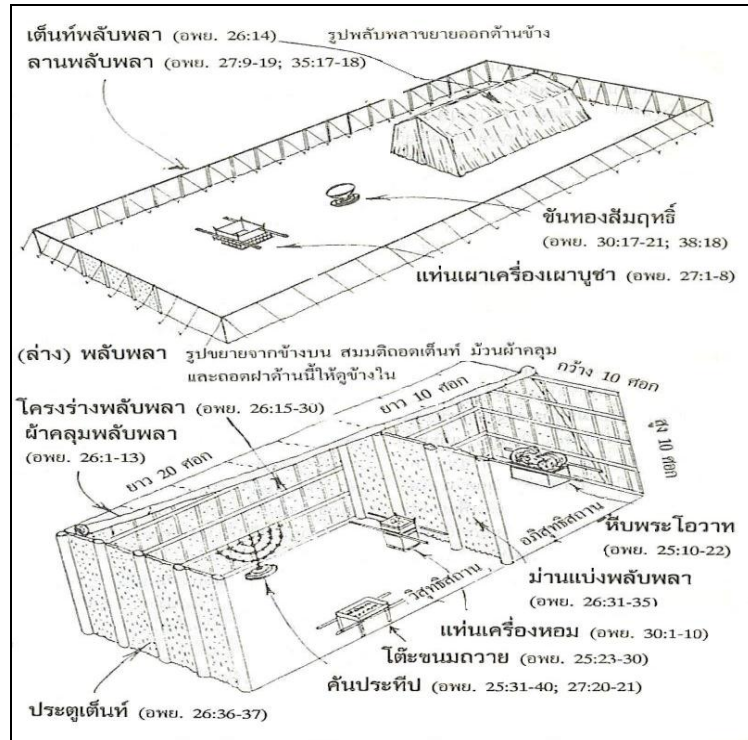 เต็นท์พลับพลา (อพย. 26:14) รูปพลับพลาขยายออกด้านข้าง
ลานพลับพลา (อพย. 27:9-19; 35:17-18)
ขันทองสัมฤทธิ์
(อพย. 30:17-21; 38:18)
แท่นเผาเครื่องเผาบูชา (อพย. 27:1-8)
(ล่าง) พลับพลา รูปขยายจากข้างบน สมมติถอดเต็นท์ ม้วนผ้าคลุม
และถอดฝาด้านนี้ให้ดูข้างใน
กว้าง 10 ศอก
ยาว 10 ศอก
สูง 10 ศอก
โครงร่างพลับพลา (อพย. 26:15-30)
ผ้าคลุมพลับพลา
(อพย. 26:1-13)
ยาว 20 ศอก
อภิสุทธิสถาน
หีบพระโอวาท
(อพย. 25:10-22)
วิสุทธิสถาน
ม่านแบ่งพลับพลา
(อพย. 26:31-35)
แท่นเครื่องหอม (อพย. 30:1-10)
โต๊ะขนมถวาย (อพย. 25:23-30)
คันประทีป (อพย. 25:31-40; 27:20-21)
ประตูเต็นท์ (อพย. 26:36-37)